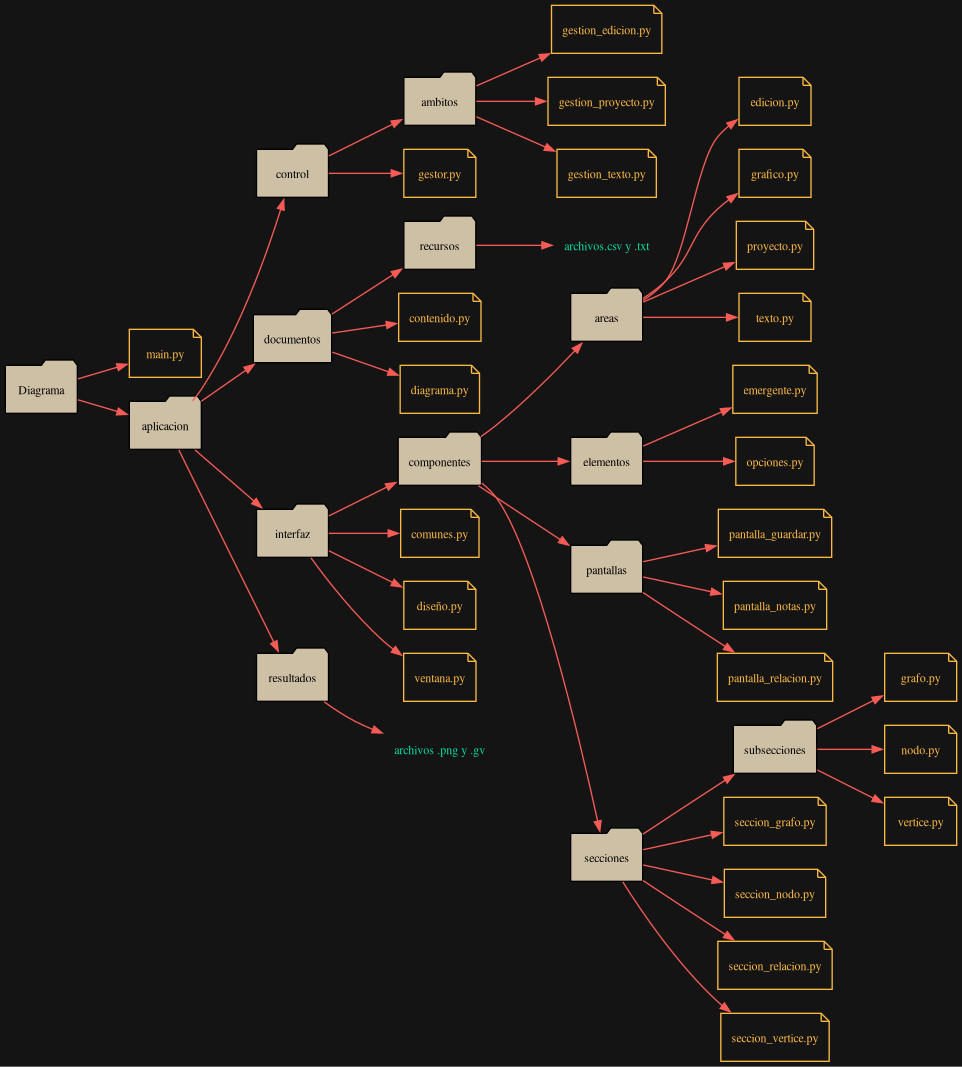 gestion_edicion.py
ambitos
gestion_proyecto.py
edicion.py
control
gestor.py
gestion_texto.py
grafico.py
recursos
archivos.csv y .txt
proyecto.py
documentos
contenido.py
areas
texto.py
main.py
Diagrama
diagrama.py
emergente.py
aplicacion
componentes
elementos
opciones.py
interfaz
comunes.py
pantalla_guardar.py
pantallas
diseño.py
pantalla_notas.py
resultados
ventana.py
pantalla_relacion.py
grafo.py
archivos .png y .gv
subsecciones
nodo.py
seccion_grafo.py
vertice.py
secciones
seccion_nodo.py
seccion_relacion.py
seccion_vertice.py